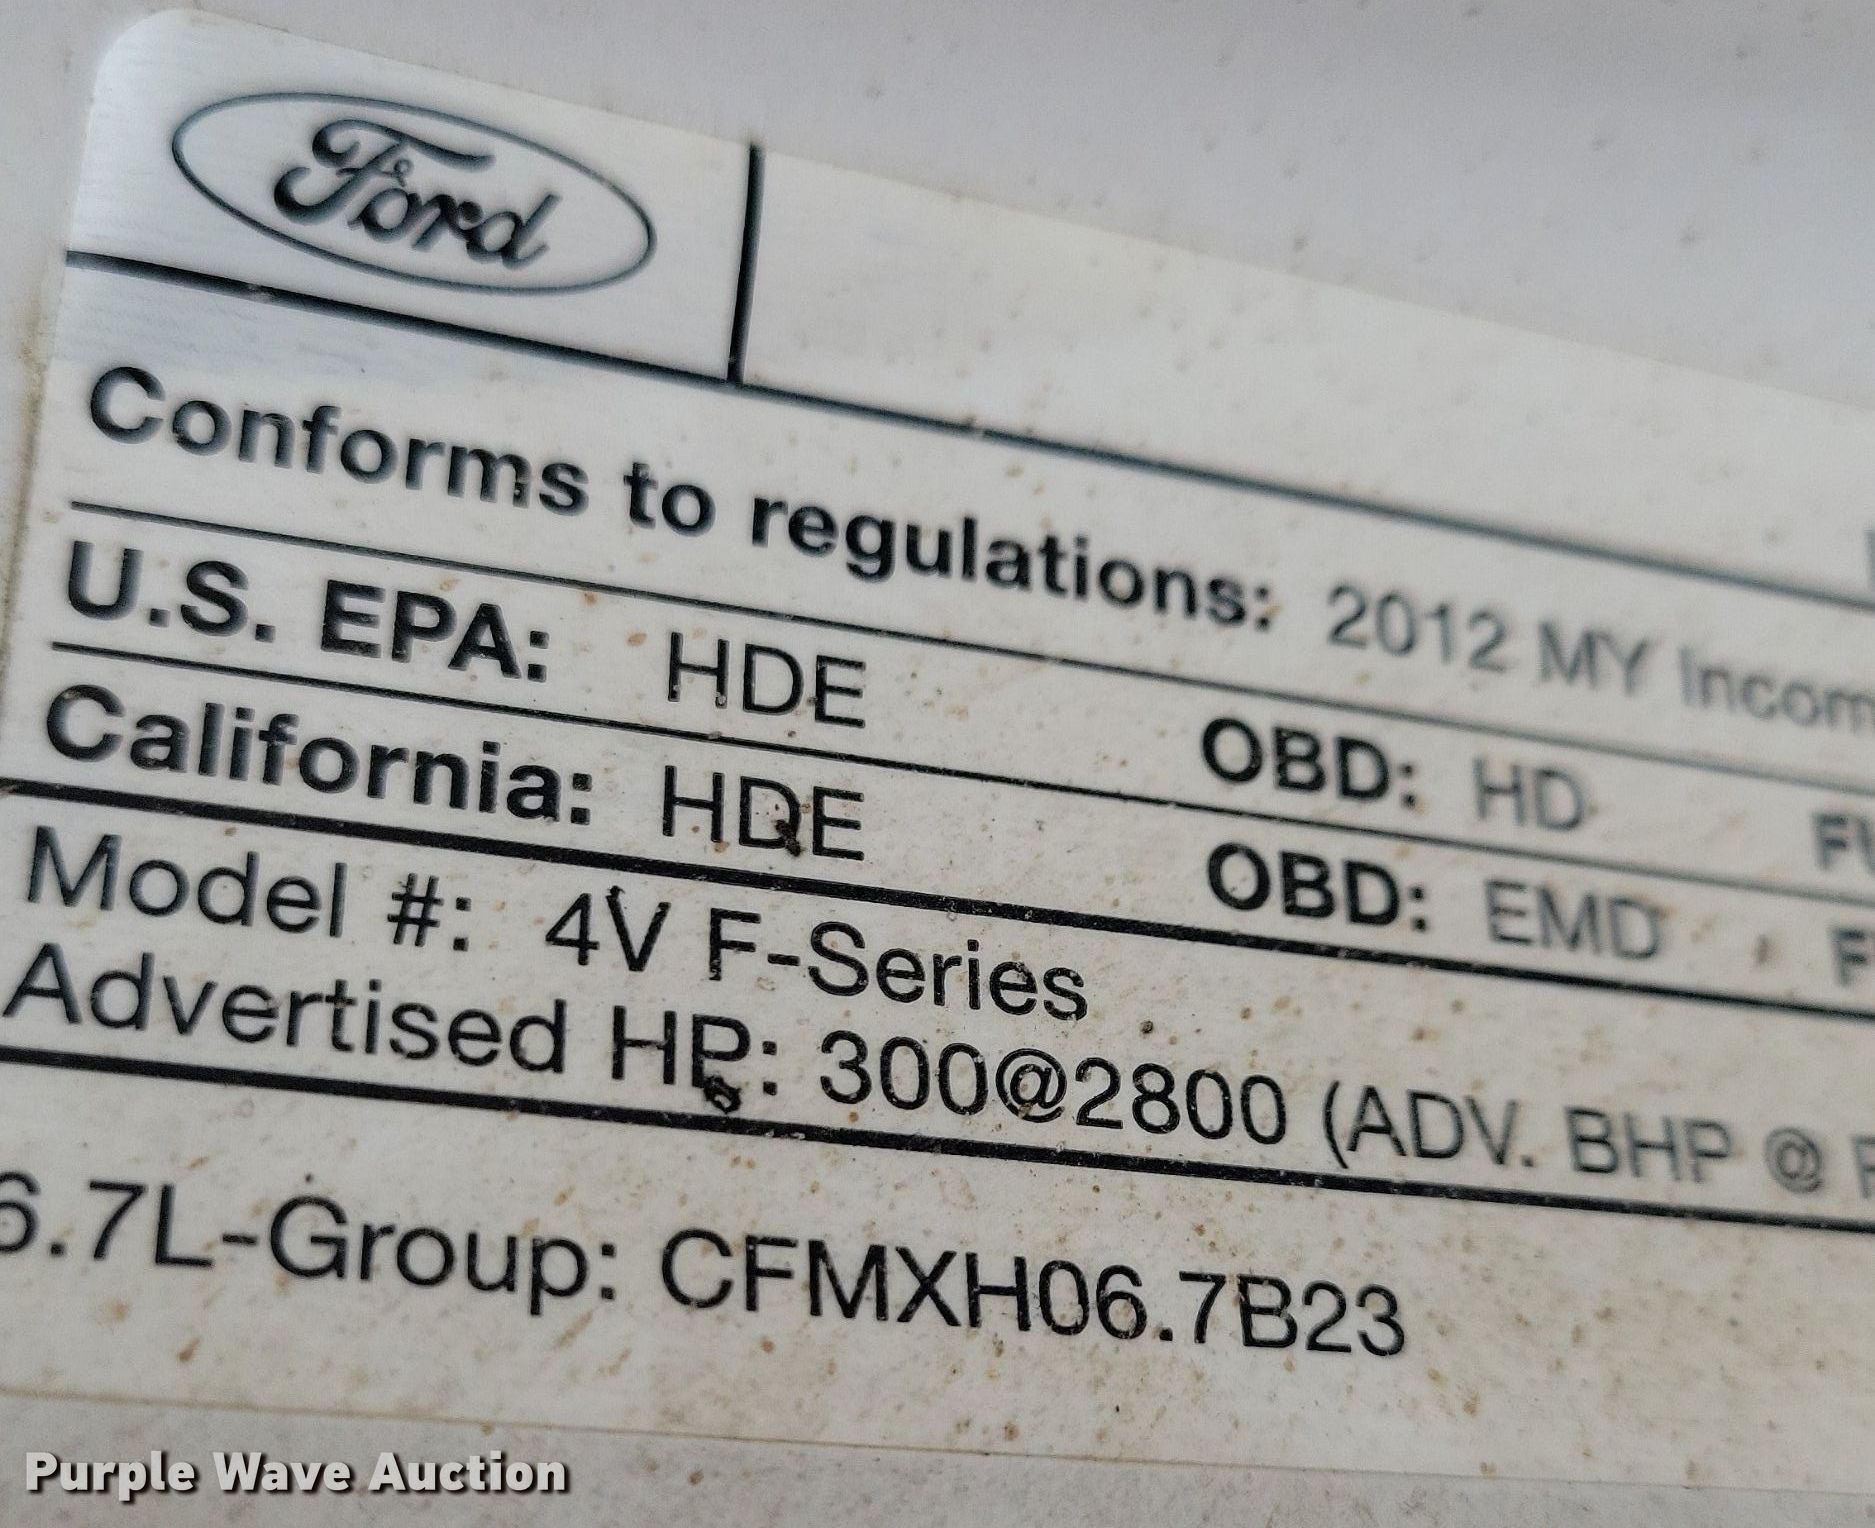 Ford
Conforms to regulations: 2012 MY
U.S. EPA: HDE OBD: HD
California: HDE OBD: EMD
Model #: 4V F-Series
Advertised HP: 300@2800 (ADV. BHP @
6.7L-Group: CFMXH06.7B23
Purple Wave Auction